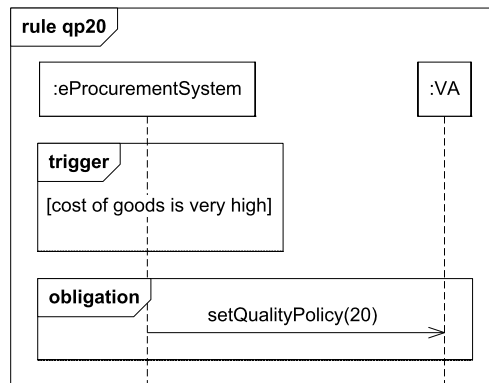 rule qp20
:eProcurementSystem
:VA
trigger
[cost of goods is very high]
obligation
setQualityPolicy(20)